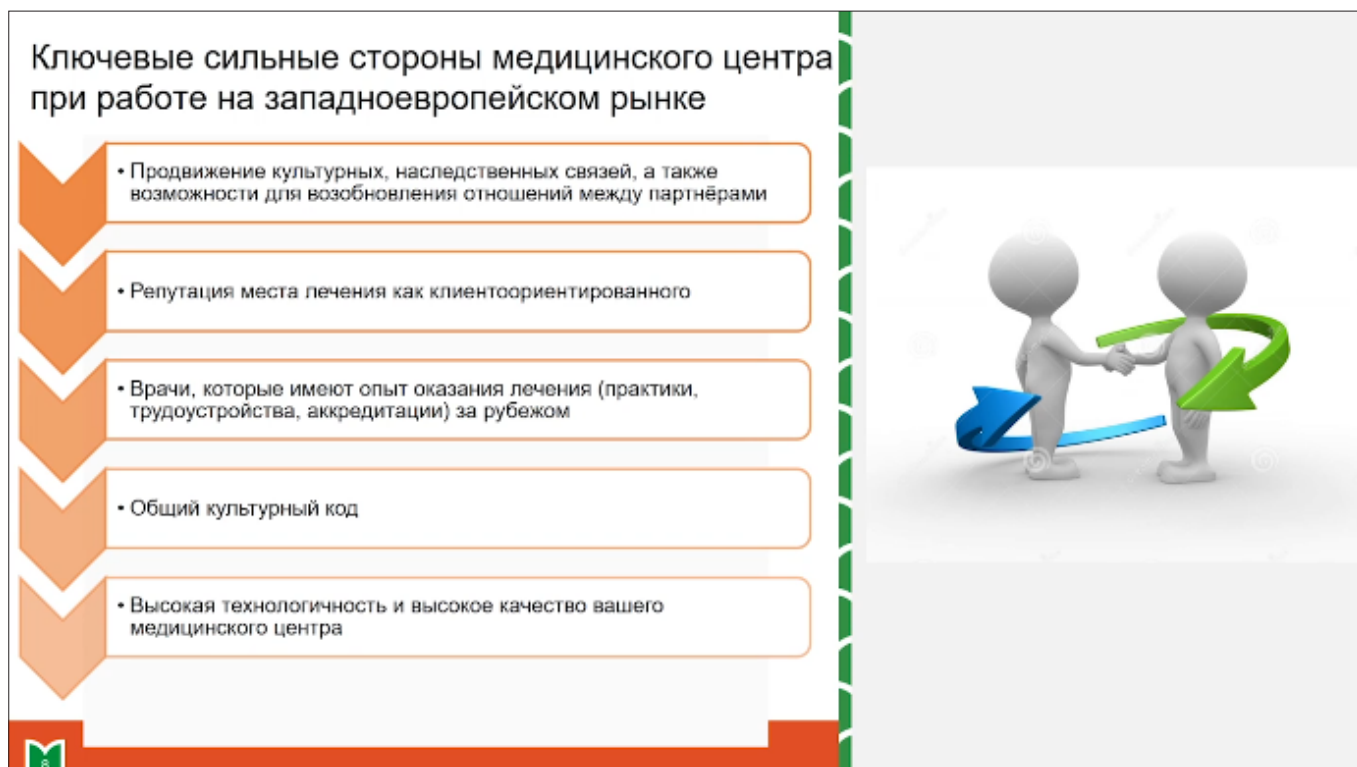 Ключевые сильные стороны медицинского центра
при работе на западноевропейском рынке
• Продвижение культурных, наследственных связей, а также
возможности для возобновления отношений между партнёрами
• Репутация места лечения как клиентоориентированного
• Врачи, которые имеют опыт оказания лечения (практики,
трудоустройства, аккредитации) за рубежом
• Общий культурный код
• Высокая технологичность и высокое качество вашего
медицинского центра
8